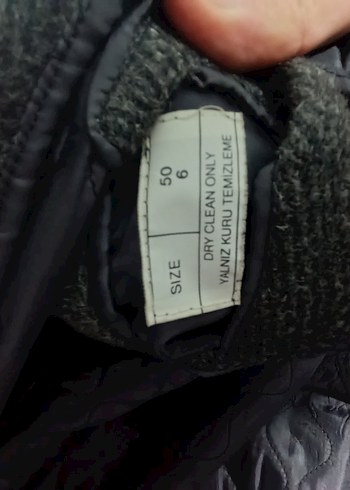 SIZE
50
6
DRY CLEAN ONLY
YALNIZ KURU TEMIZLEME